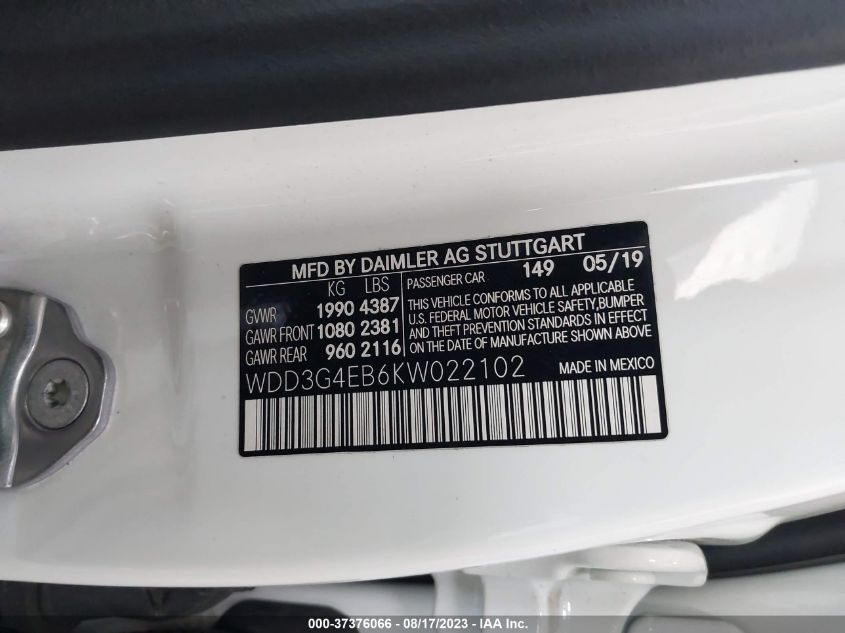 MFD BY DAIMLER AG STUTTGART
KG LBS
GVWR 1990 4387
GAWR FRONT 1080 2381
GAWR REAR 960 2116
PASSENGER CAR 149 05/19
THIS VEHICLE CONFORMS TO ALL APPLICABLE
U.S. FEDERAL MOTOR VEHICLE SAFETY,BUMPER
AND THEFT PREVENTION STANDARDS IN EFFECT
ON THE DATE OF MANUFACTURE SHOWN ABOVE
WDD3G4EB6KW022102
MADE IN MEXICO
000-37376066 - 08/17/2023 - IAA Inc.